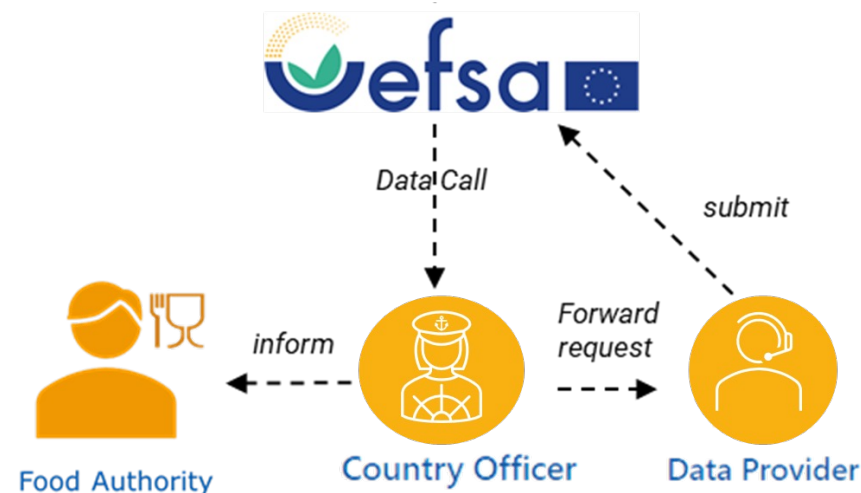 efsa
Data Call
submit
inform
Forward
request
Food Authority
Country Officer
Data Provider